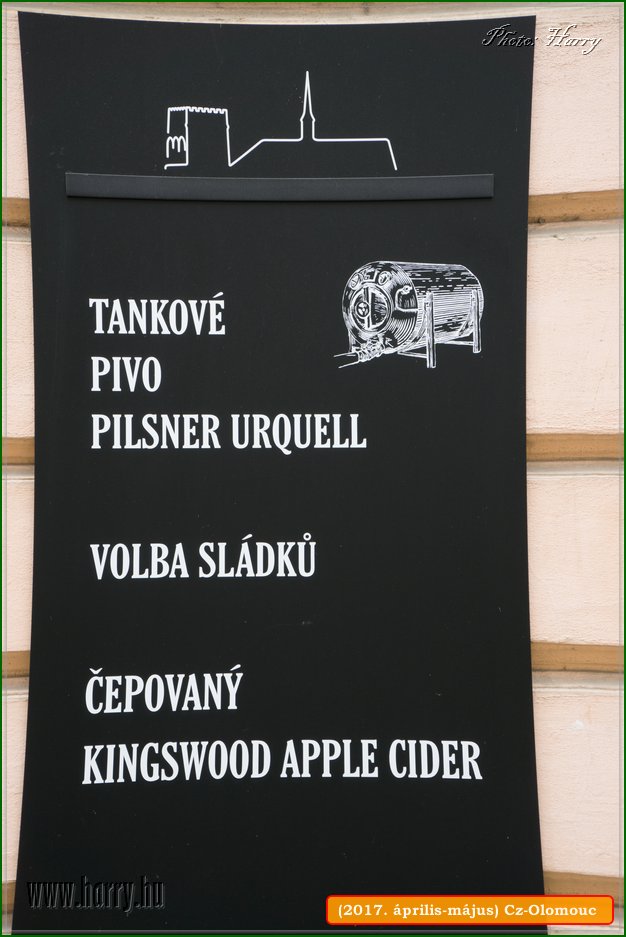 Photo: Harry
TANKOVÉ
PIVO
PILSNER URQUELL
VOLBA SLÁDKŮ
ČEPOVANÝ
KINGSWOOD APPLE CIDER
www.harry.hu
(2017. április-május) Cz-Olomouc